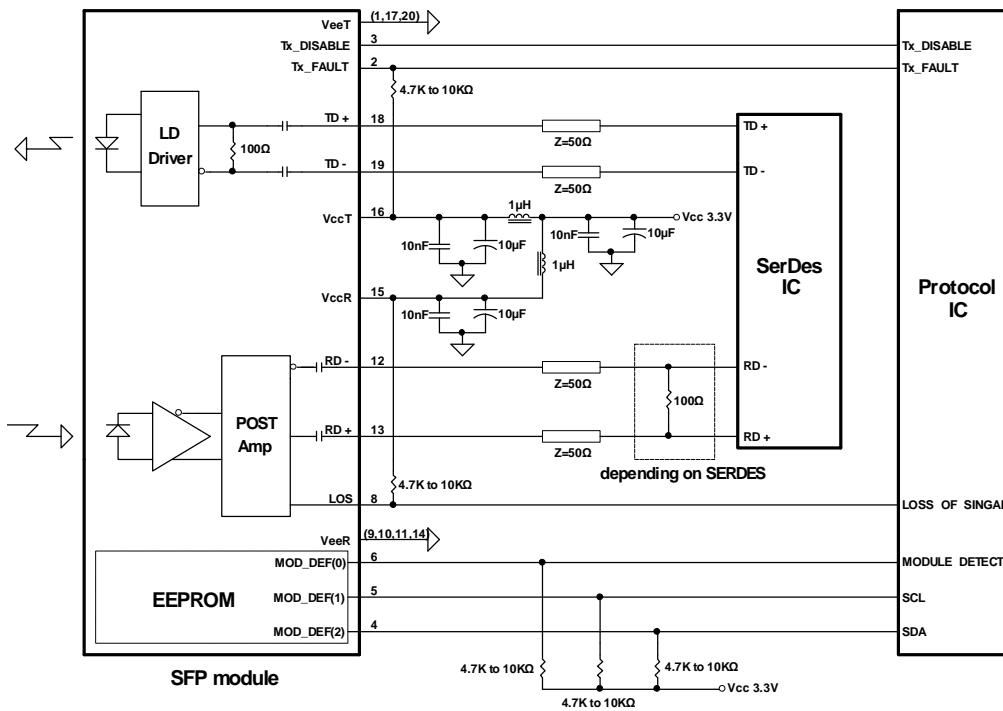 VeeT (1,17,20)
Tx_DISABLE 3 Tx_DISABLE
Tx_FAULT 2 Tx_FAULT
4.7K to 10KΩ
LD
Driver
100Ω
TD + 18 TD +
Z=50Ω
TD - 19 TD -
Z=50Ω
1µH
VccT 16 Vcc 3.3V
10nF 10µF 10nF 10µF
1µH
SerDes
IC
Protocol
IC
VccR 15
10nF 10µF
RD - 12 RD -
Z=50Ω
100Ω
POST
Amp
RD + 13 RD +
Z=50Ω
depending on SERDES
4.7K to 10KΩ
LOS 8 LOSS OF SINGAL
VeeR (9,10,11,14)
MOD_DEF(0) 6 MODULE DETECT
EEPROM
MOD_DEF(1) 5 SCL
MOD_DEF(2) 4 SDA
4.7K to 10KΩ 4.7K to 10KΩ
SFP module
Vcc 3.3V
4.7K to 10KΩ